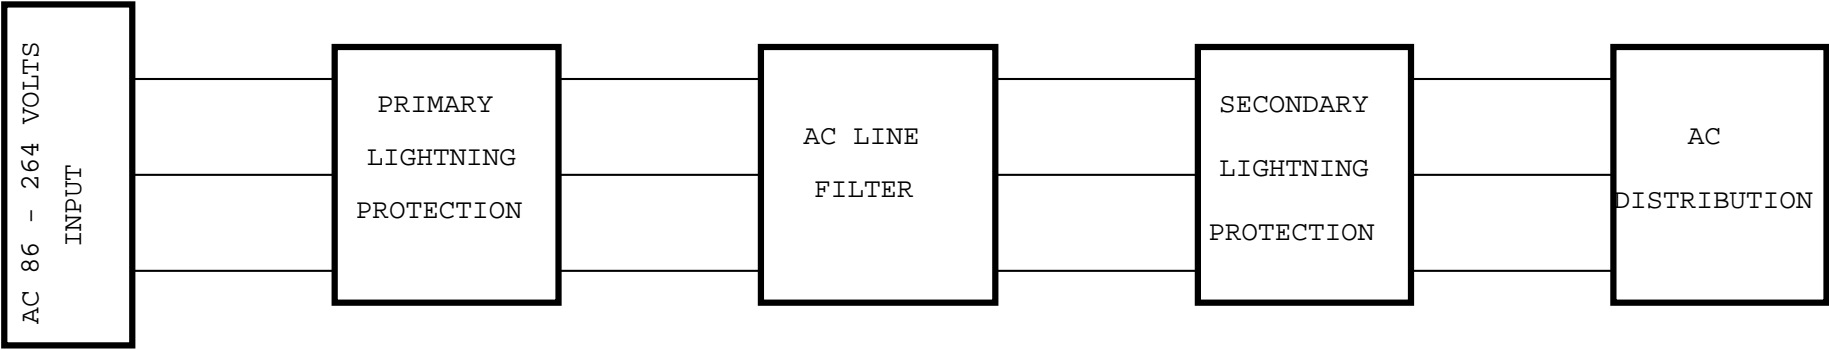 AC 86 - 264 VOLTS
INPUT
PRIMARY
LIGHTNING
PROTECTION
AC LINE
FILTER
SECONDARY
LIGHTNING
PROTECTION
AC
DISTRIBUTION